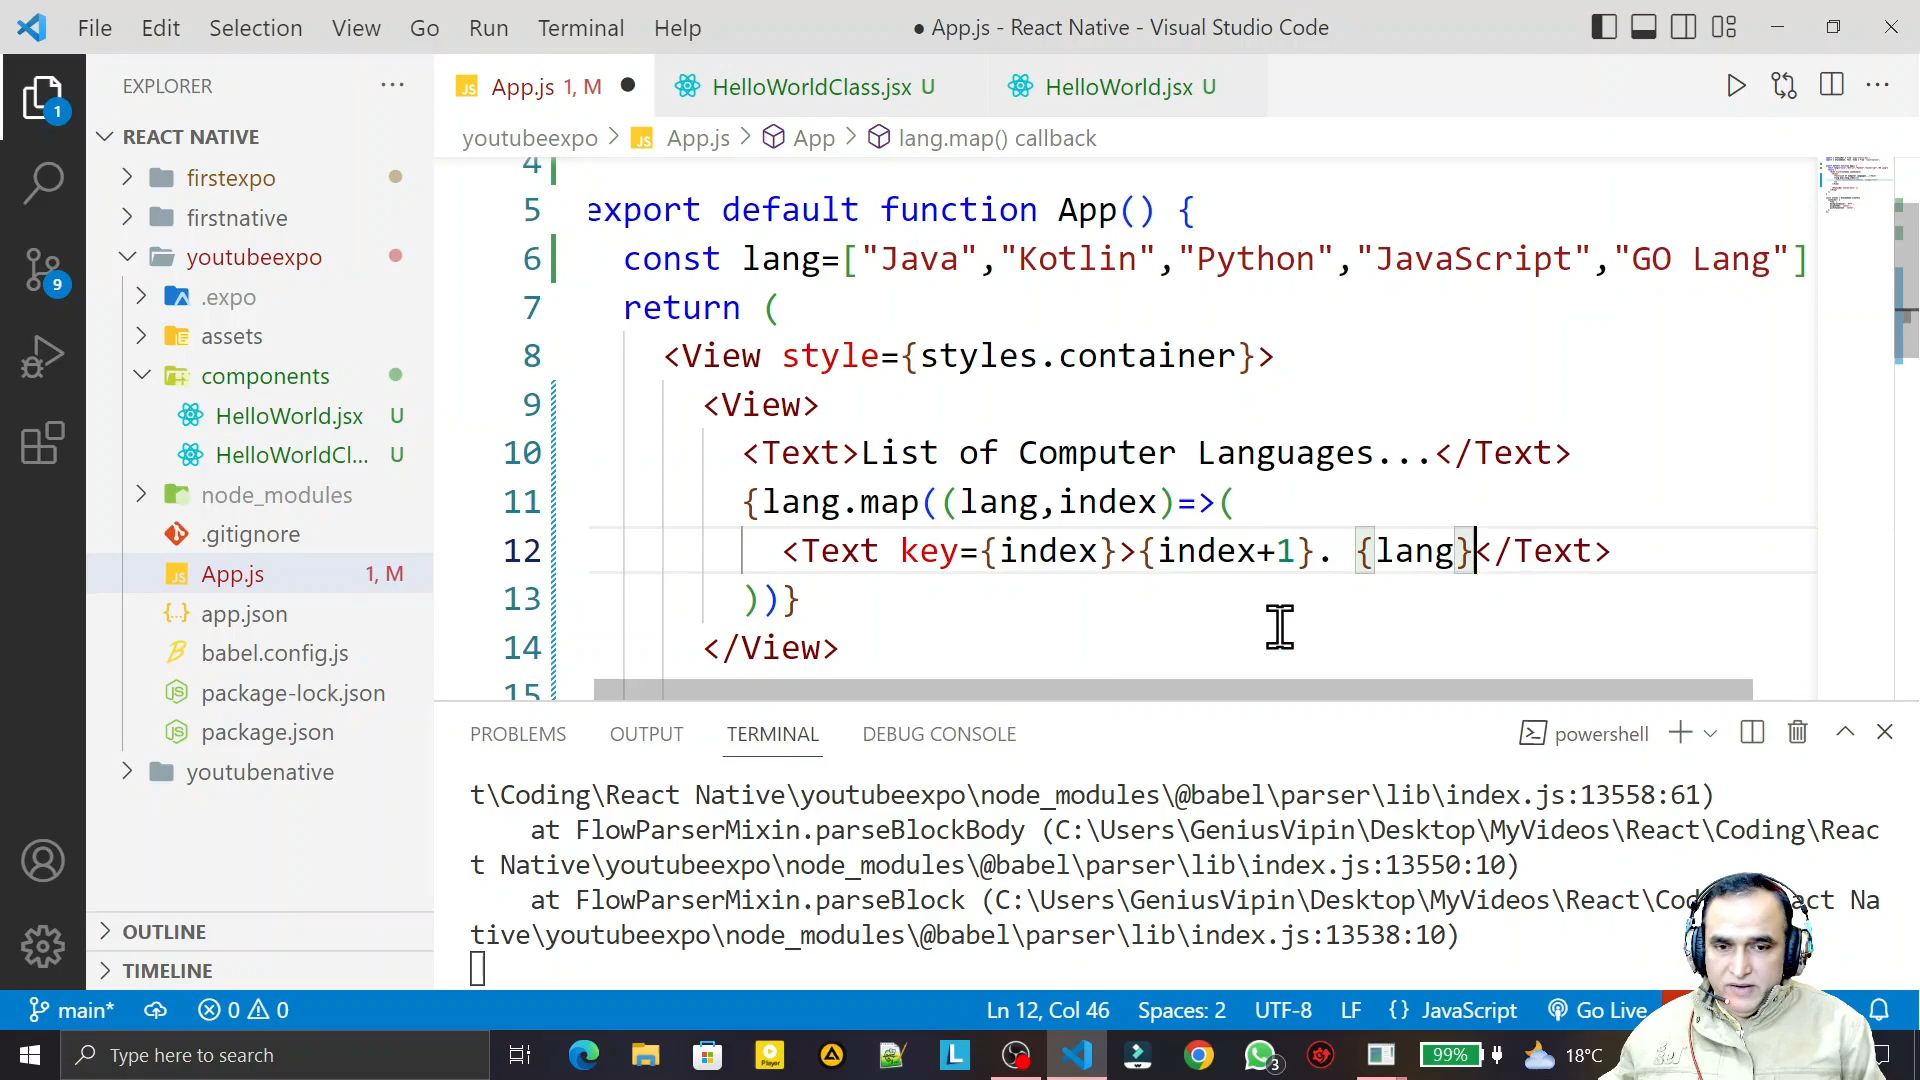 File Edit Selection View Go Run Terminal Help
● App.js - React Native - Visual Studio Code
EXPLORER
REACT NATIVE
firstexpo
firstnative
youtubeexpo
.expo
assets
components
HelloWorld.jsx U
HelloWorldCl... U
node_modules
.gitignore
App.js 1, M
app.json
babel.config.js
package-lock.json
package.json
youtubenative
OUTLINE
TIMELINE
1
9
App.js 1, M
HelloWorldClass.jsx U
HelloWorld.jsx U
youtubeexpo > App.js > App > lang.map() callback
4
5 export default function App() {
6 const lang=["Java","Kotlin","Python","JavaScript","GO Lang"]
7 return (
8 <View style={styles.container}>
9 <View>
10 <Text>List of Computer Languages...</Text>
11 {lang.map((lang,index)=>(
12 <Text key={index}>{index+1}. {lang}</Text>
13 ))}
14 </View>
15
PROBLEMS OUTPUT TERMINAL DEBUG CONSOLE
powershell
t\Coding\React Native\youtubeexpo\node_modules\@babel\parser\lib\index.js:13558:61)
at FlowParserMixin.parseBlockBody (C:\Users\GeniusVipin\Desktop\MyVideos\React\Coding\Reac
t Native\youtubeexpo\node_modules\@babel\parser\lib\index.js:13550:10)
at FlowParserMixin.parseBlock (C:\Users\GeniusVipin\Desktop\MyVideos\React\Co
act Na
tive\youtubeexpo\node_modules\@babel\parser\lib\index.js:13538:10)
main* 0 0
Ln 12, Col 46 Spaces: 2 UTF-8 LF {} JavaScript Go Live
Type here to search
Player
L
3
99%
18°C